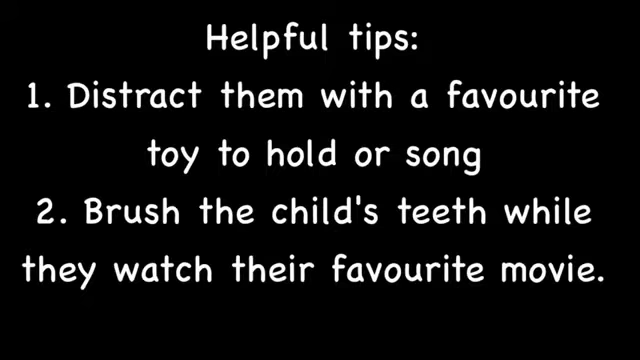 Helpful tips:
1. Distract them with a favourite
toy to hold or song
2. Brush the child's teeth while
they watch their favourite movie.